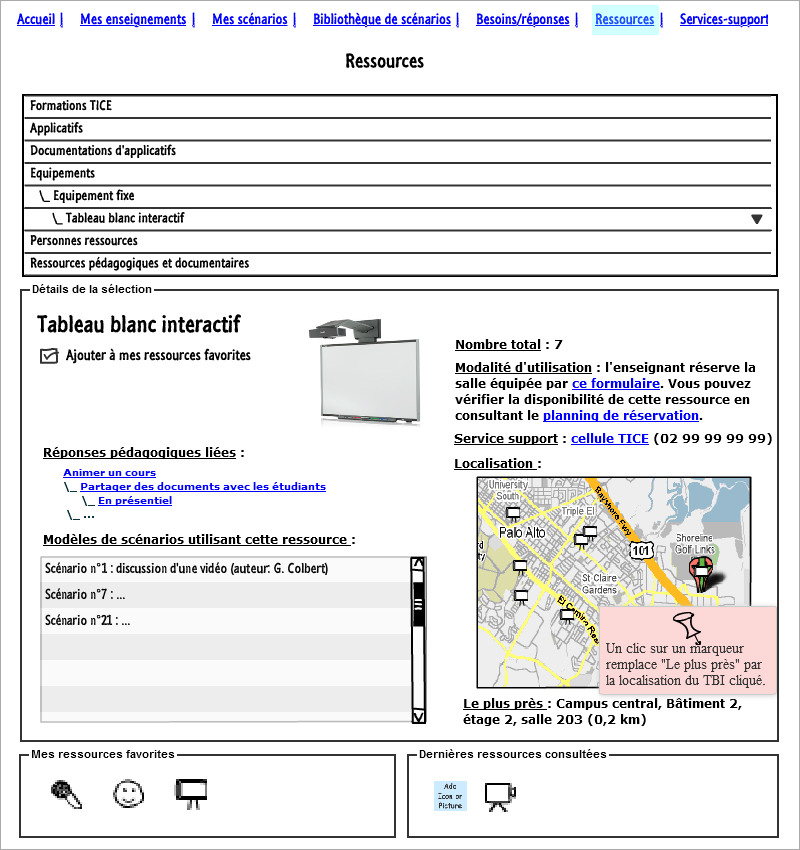 Accueil | Mes enseignements | Mes scénarios | Bibliothèque de scénarios | Besoins/réponses | Ressources | Services-support
Ressources
Formations TICE
Applicatifs
Documentations d'applicatifs
Equipements
\_ Equipement fixe
\_ Tableau blanc interactif
Personnes ressources
Ressources pédagogiques et documentaires
Détails de la sélection
Tableau blanc interactif
Ajouter à mes ressources favorites
Réponses pédagogiques liées :
Animer un cours
\_ Partager des documents avec les étudiants
\_ En présentiel
\_ ...
Modèles de scénarios utilisant cette ressource :
Scénario n°1 : discussion d'une vidéo (auteur: G. Colbert)
Scénario n°7 : ...
Scénario n°21 : ...
Nombre total : 7
Modalité d'utilisation : l'enseignant réserve la
salle équipée par ce formulaire. Vous pouvez
vérifier la disponibilité de cette ressource en
consultant le planning de réservation.
Service support : cellule TICE (02 99 99 99 99)
Localisation :
University
South
Bayshore Fwy
Triple El
Palo Alto
101
Shoreline
Golf Links
St Claire
Gardens
El Camino Real
Un clic sur un marqueur
remplace "Le plus près" par
la localisation du TBI cliqué.
Le plus près : Campus central, Bâtiment 2,
étage 2, salle 203 (0,2 km)
Mes ressources favorites
Dernières ressources consultées
Add
Icon or
Picture